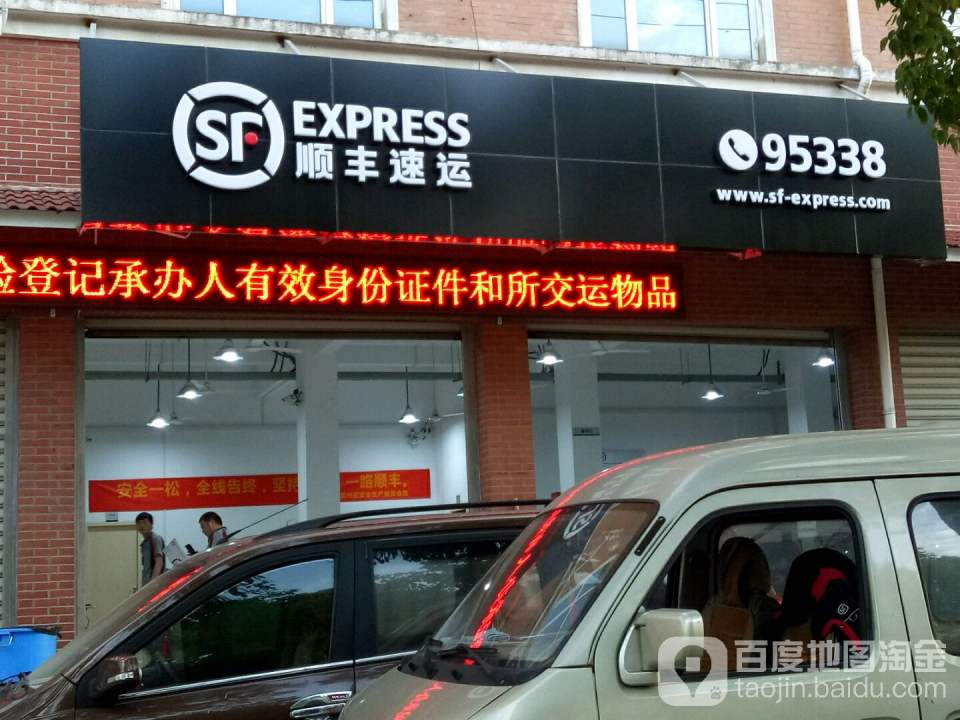 SF
EXPRESS
顺丰速运
95338
www.sf-express.com
验登记承办人有效身份证件和所交运物品
安全一松,全线告终,坚持
一路顺丰。
百度地图淘金
taojin.baidu.com